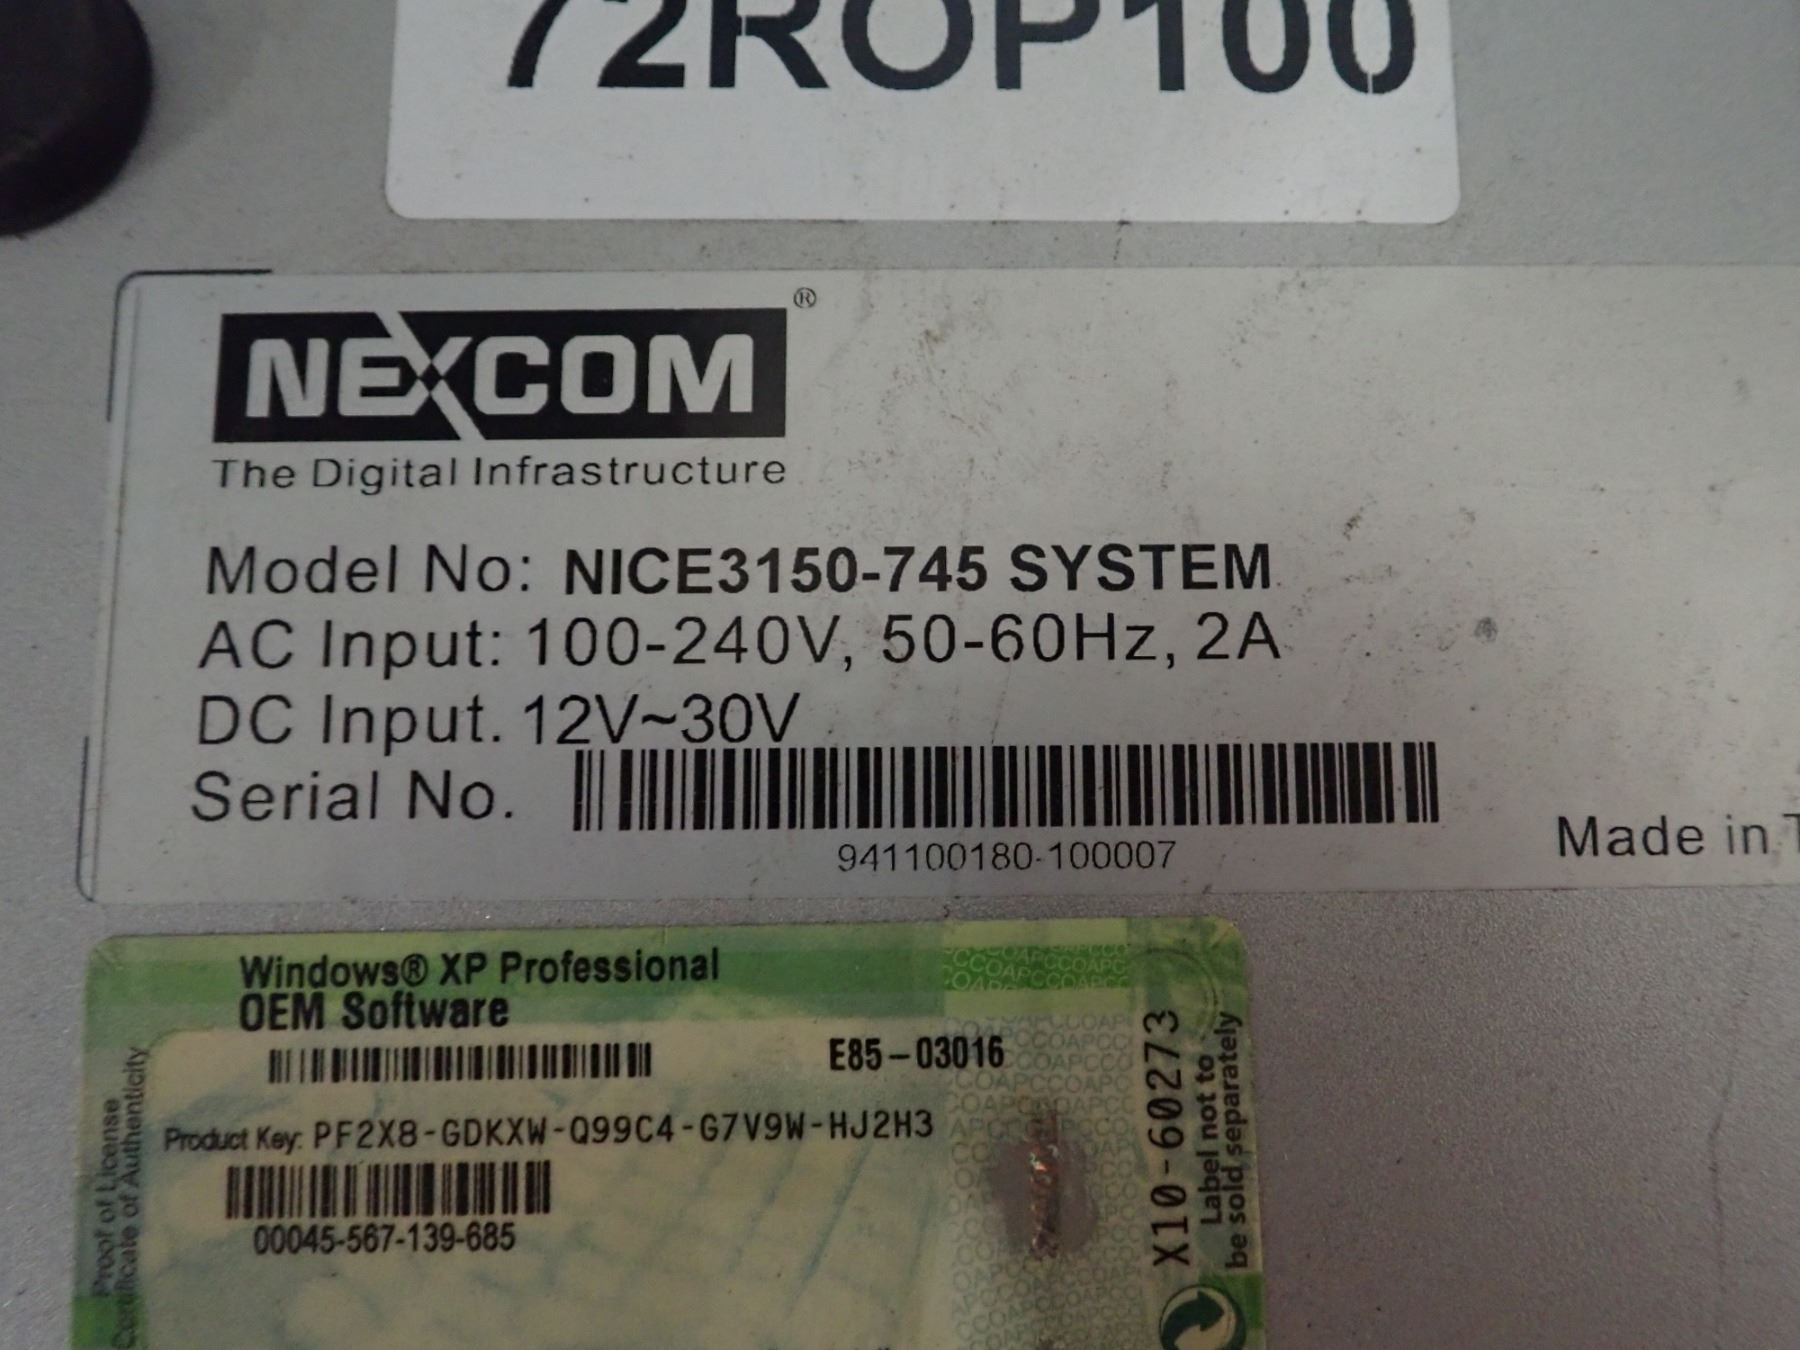 72ROP100
NEXCOM®
The Digital Infrastructure
Model No: NICE3150-745 SYSTEM
AC Input: 100-240V, 50-60Hz, 2A
DC Input. 12V~30V
Serial No.
941100180-100007
Made in T
Windows® XP Professional
OEM Software
E85-03016
Product Key: PF2X8-GDKXW-Q99C4-G7V9W-HJ2H3
00045-567-139-685
Proof of License
Certificate of Authenticity
X10-60273
Label not to
be sold separately